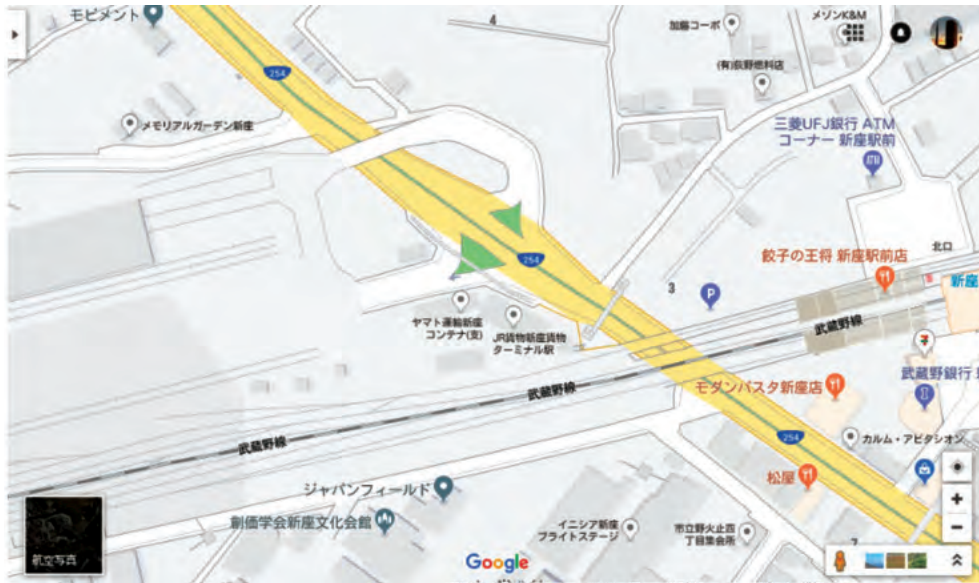 モビメント
4
加藤コーポ
メゾンK&M
(有)荻野燃料店
254
メモリアルガーデン新座
三菱UFJ銀行 ATM
コーナー 新座駅前
254
北口
餃子の王将 新座駅前店
新座
3
P
ヤマト運輸新座
コンテナ(支)
JR貨物新座貨物
ターミナル駅
武蔵野線
武蔵野線
武蔵野線
モダンパスタ新座店
武蔵野銀行
254
カルム・アビタシオン
松屋
ジャパンフィールド
創価学会新座文化会館
イニシア新座
ブライトステージ
市立野火止四
丁目集会所
航空写真
Google